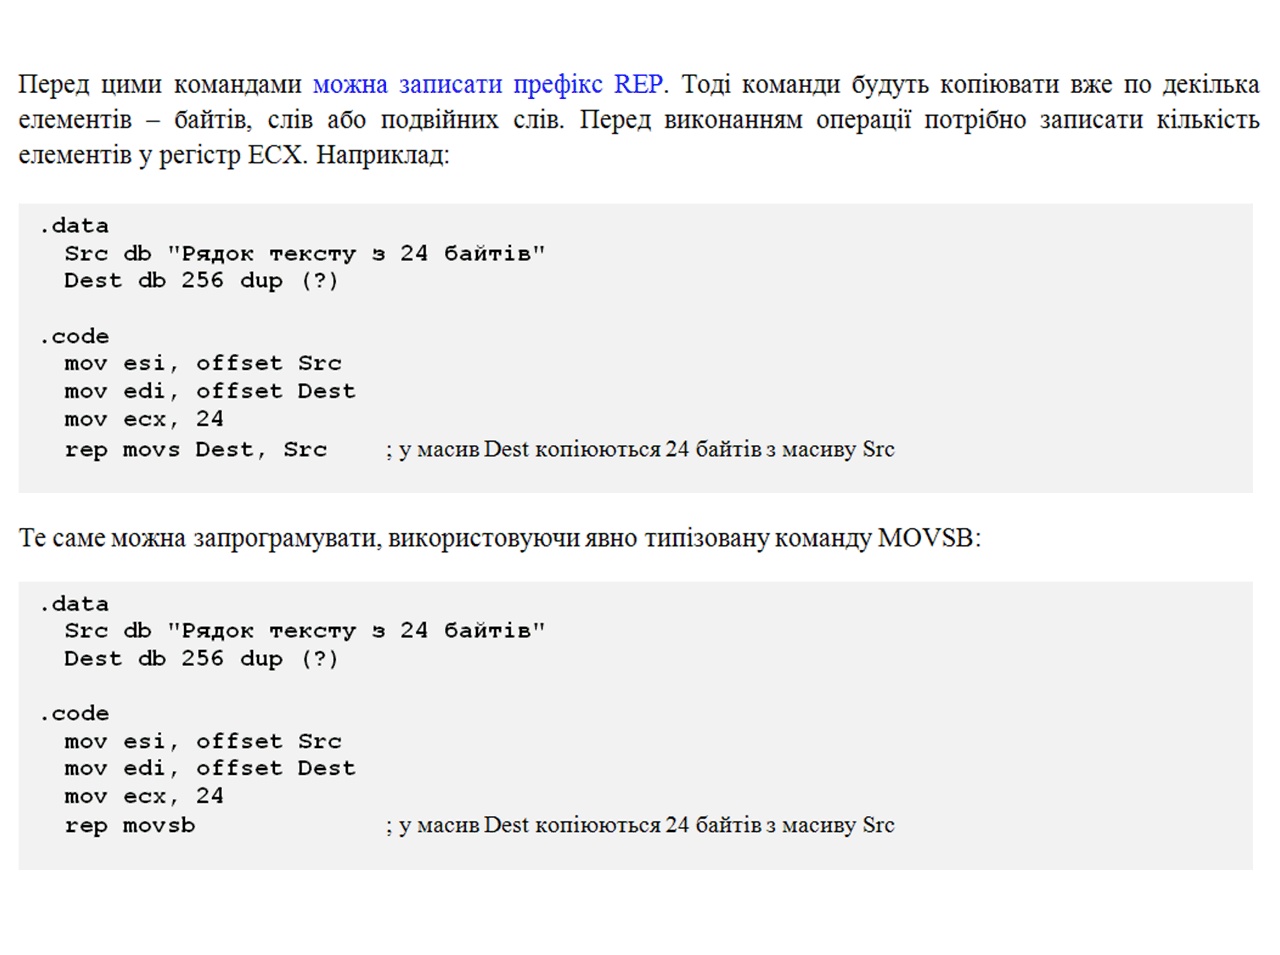 Перед цими командами можна записати префікс REP. Тоді команди будуть копіювати вже по декілька
елементів – байтів, слів або подвійних слів. Перед виконанням операції потрібно записати кількість
елементів у регістр ECX. Наприклад:
.data
Src db "Рядок тексту з 24 байтів"
Dest db 256 dup (?)
.code
mov esi, offset Src
mov edi, offset Dest
mov ecx, 24
rep movs Dest, Src ; у масив Dest копіюються 24 байтів з масиву Src
Те саме можна запрограмувати, використовуючи явно типізовану команду MOVSB:
.data
Src db "Рядок тексту з 24 байтів"
Dest db 256 dup (?)
.code
mov esi, offset Src
mov edi, offset Dest
mov ecx, 24
rep movsb ; у масив Dest копіюються 24 байтів з масиву Src